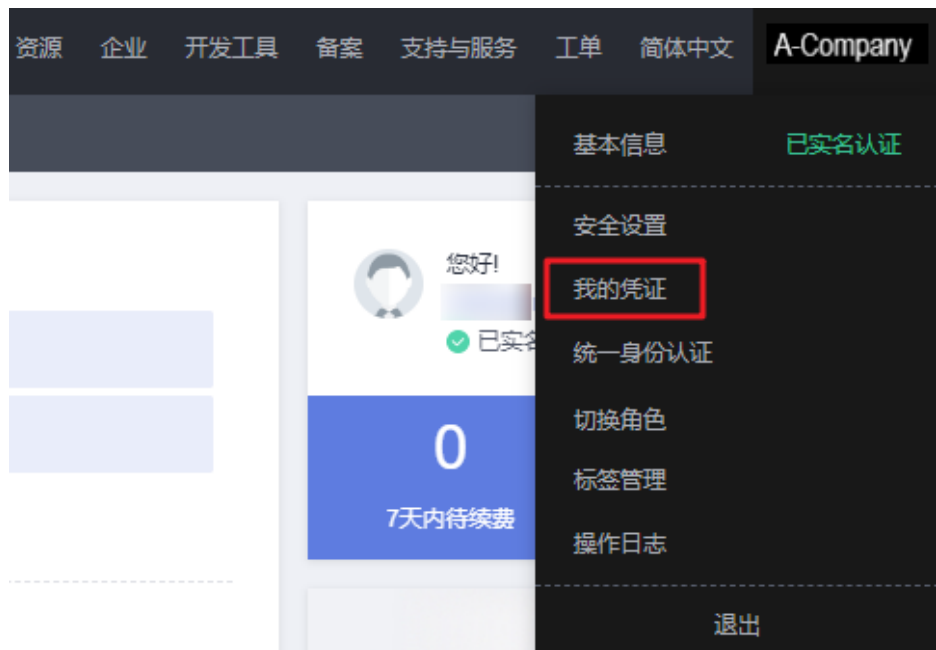 资源 企业 开发工具 备案 支持与服务 工单 简体中文 A-Company
基本信息 已实名认证
安全设置
您好!
我的凭证
已实名
统一身份认证
切换角色
0
标签管理
7天内待续费
操作日志
退出